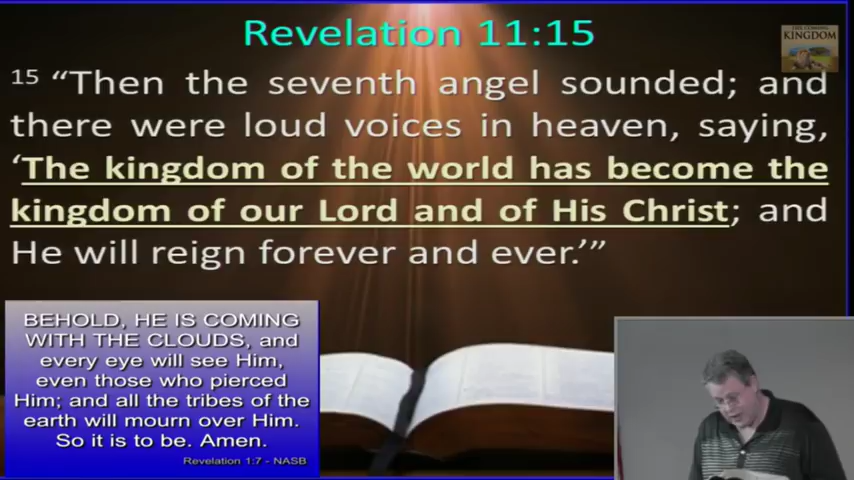 Revelation 11:15
THE COMING
KINGDOM
15 “Then the seventh angel sounded; and
there were loud voices in heaven, saying,
‘The kingdom of the world has become the
kingdom of our Lord and of His Christ; and
He will reign forever and ever.’”
BEHOLD, HE IS COMING
WITH THE CLOUDS, and
every eye will see Him,
even those who pierced
Him; and all the tribes of the
earth will mourn over Him.
So it is to be. Amen.
Revelation 1:7 - NASB